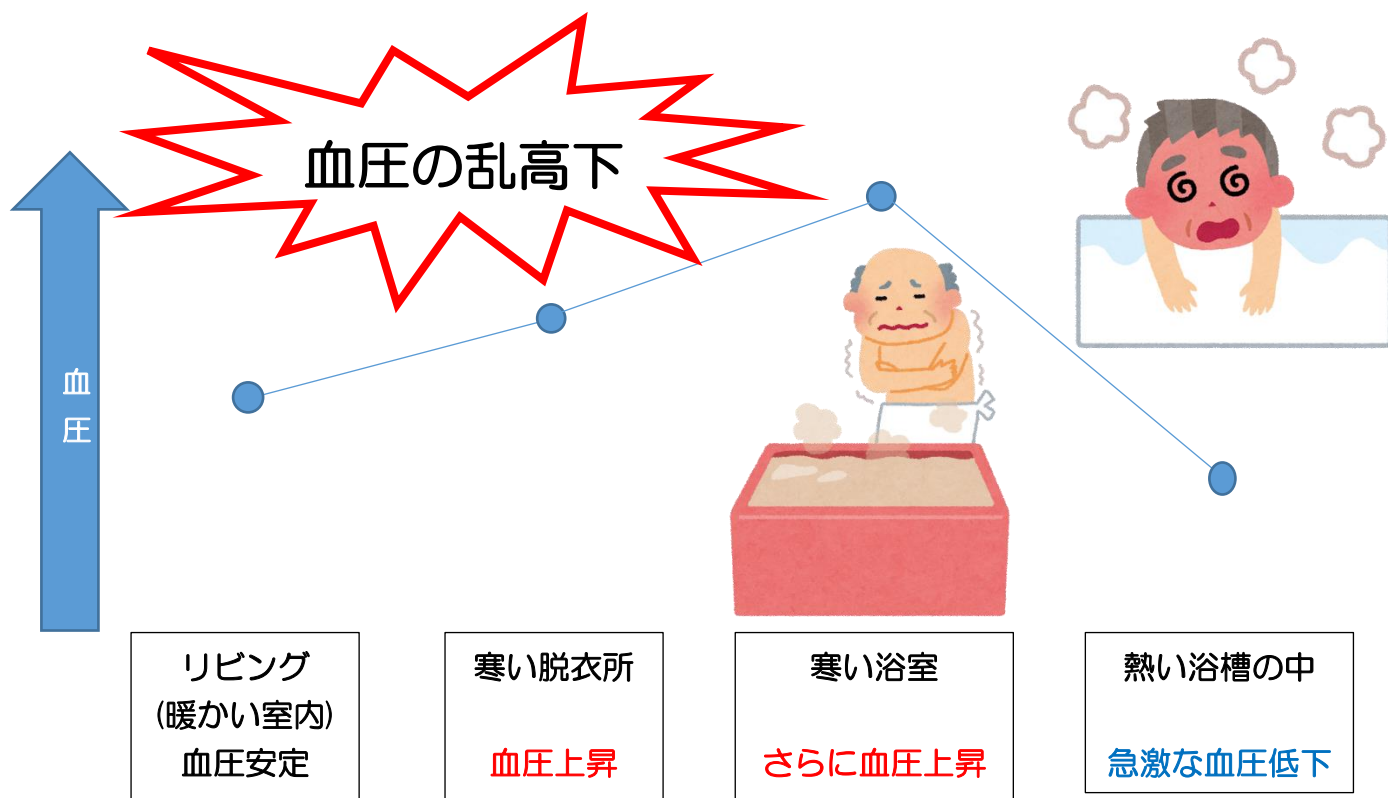 血圧の乱高下
血
圧
リビング
(暖かい室内)
血圧安定
寒い脱衣所
血圧上昇
寒い浴室
さらに血圧上昇
熱い浴槽の中
急激な血圧低下